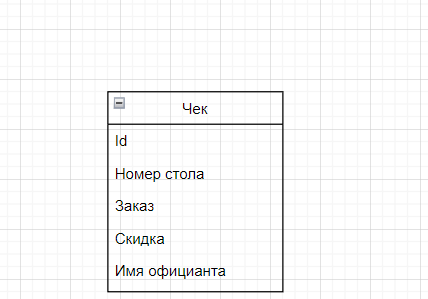 Чек
Id
Номер стола
Заказ
Скидка
Имя официанта